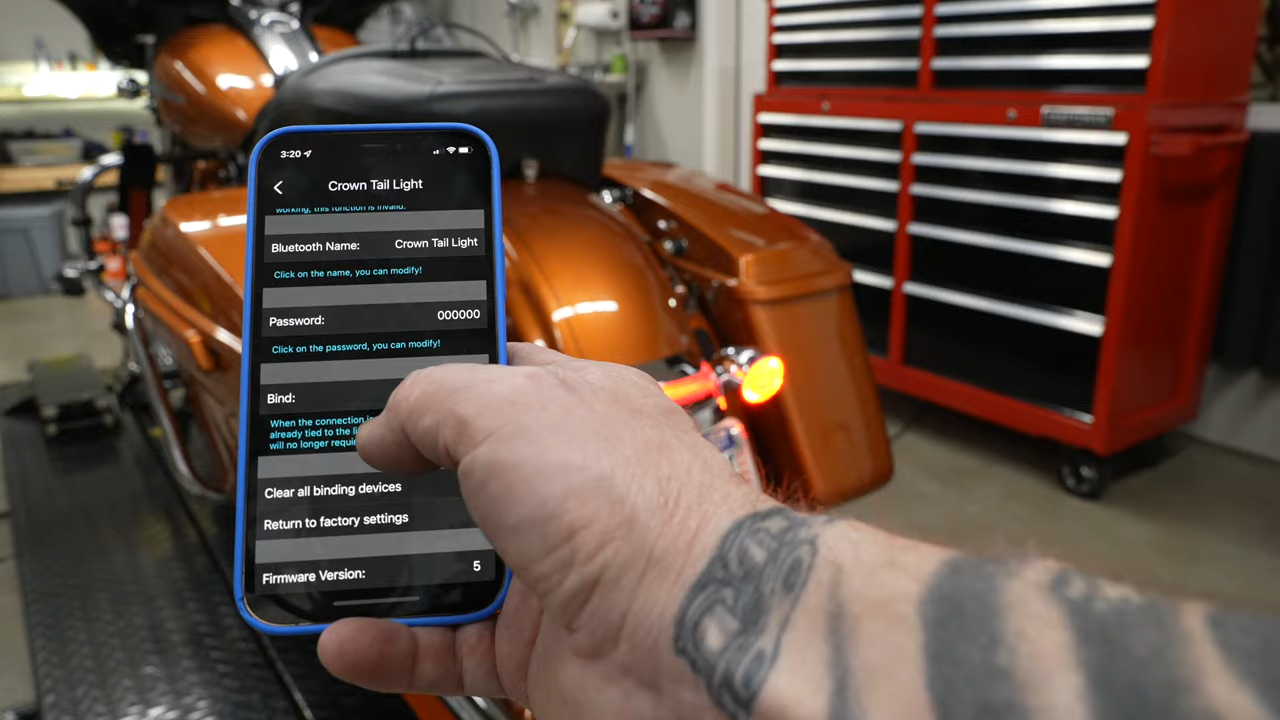 3:20
Crown Tail Light
working, this function is invalid.
Bluetooth Name: Crown Tail Light
Click on the name, you can modify!
Password: 000000
Click on the password, you can modify!
Bind:
When the connection
already tied to the
will no longer
Clear all binding devices
Return to factory settings
Firmware Version: 5